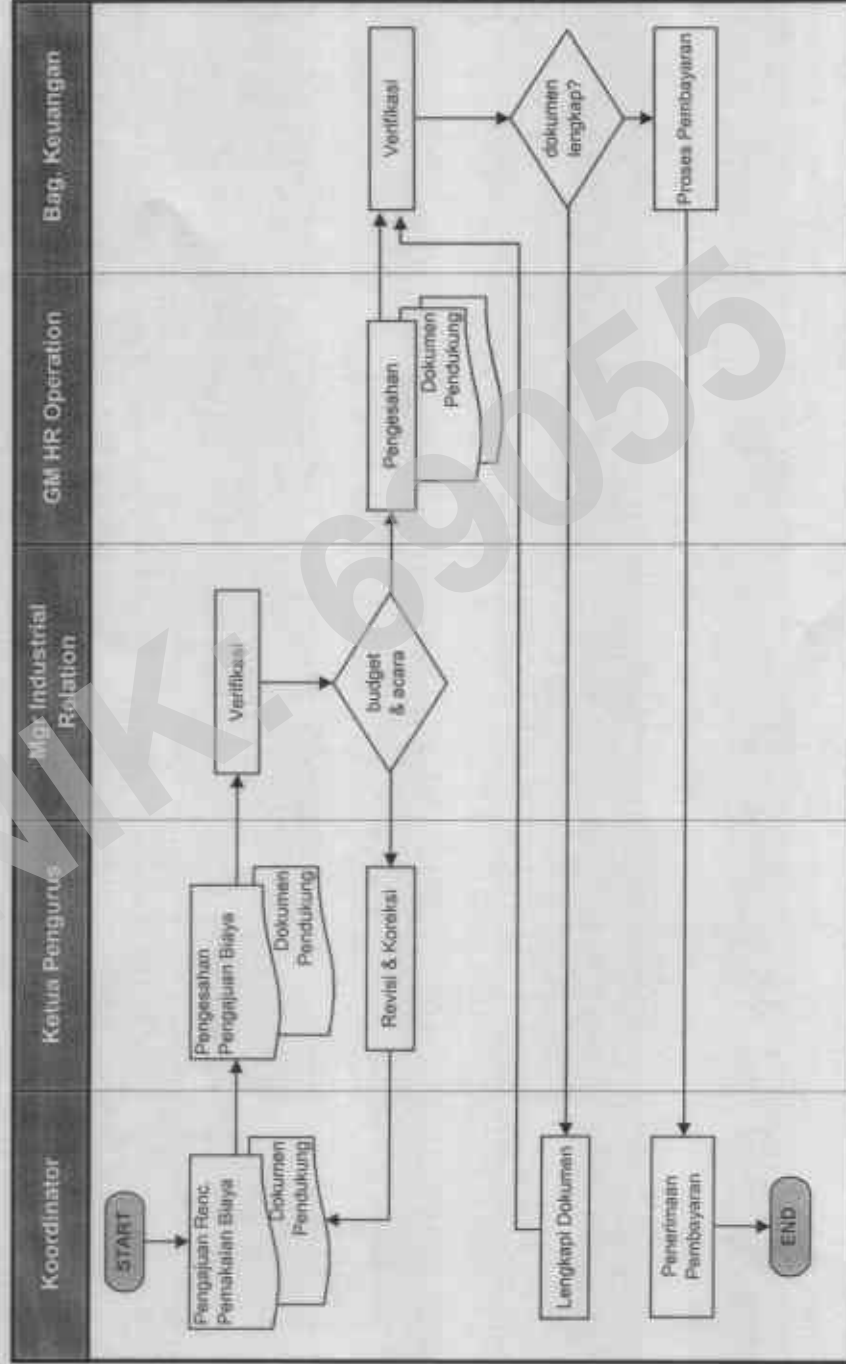 Koordinator
Ketua Pengurus
Mgr Industrial
Relation
GM HR Operation
Bag. Keuangan
START
Pengajuan Renc.
Pemakaian Biaya
Dokumen
Pendukung
Pengesahan
Pengajuan Biaya
Dokumen
Pendukung
Verifikasi
budget
& acara
Revisi & Koreksi
Pengesahan
Dokumen
Pendukung
Verifikasi
dokumen
lengkap?
Lengkapi Dokumen
Proses Pembayaran
Penerimaan
Pembayaran
END
NIK: 69055